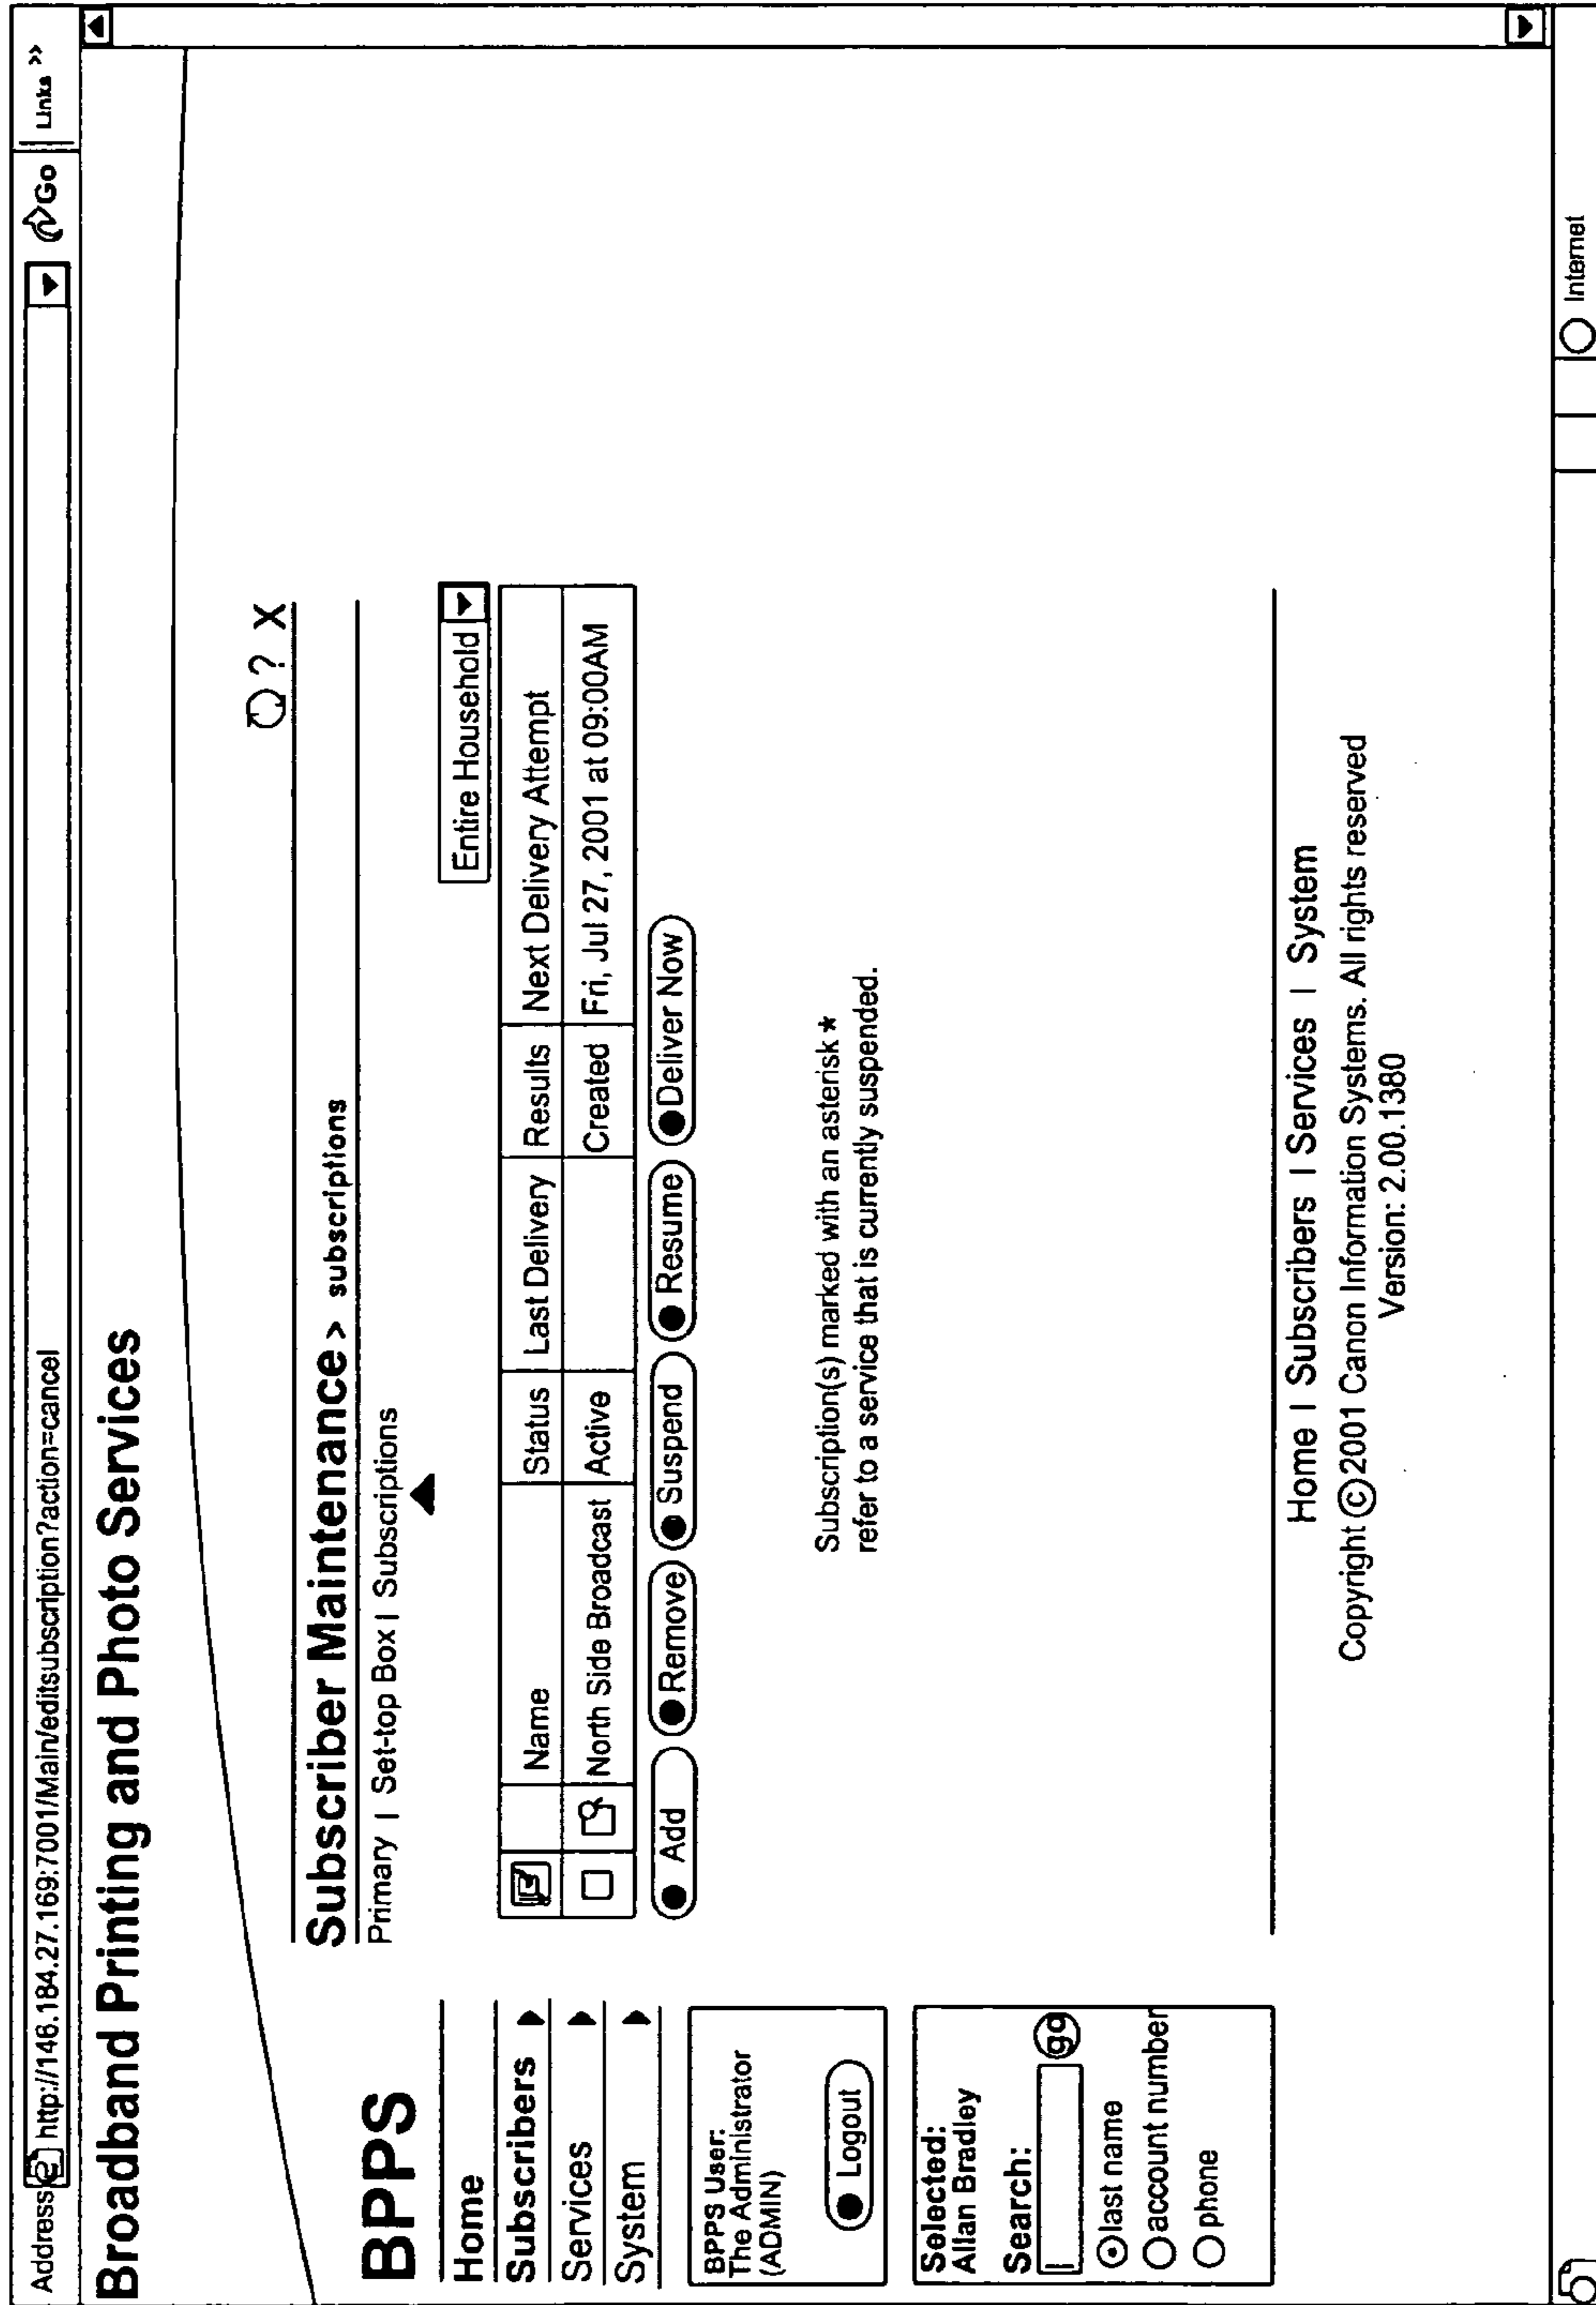 Address http://146.184.27.169:7001/Main/editsubscription?action=cancel Go Links »
Broadband Printing and Photo Services
? X
BPPS
Home
Subscribers
Services
System
BPPS User:
The Administrator
(ADMIN)
Logout
Selected:
Allan Bradley
Search:
go
last name
account number
phone
Subscriber Maintenance > subscriptions
Primary | Set-top Box | Subscriptions
Entire Household
Name Status Last Delivery Results Next Delivery Attempt
North Side Broadcast Active Created Fri, Jul 27, 2001 at 09:00AM
Add Remove Suspend Resume Deliver Now
Subscription(s) marked with an asterisk *
refer to a service that is currently suspended.
Home | Subscribers | Services | System
Copyright ©2001 Canon Information Systems. All rights reserved
Version: 2.00.1380
Internet